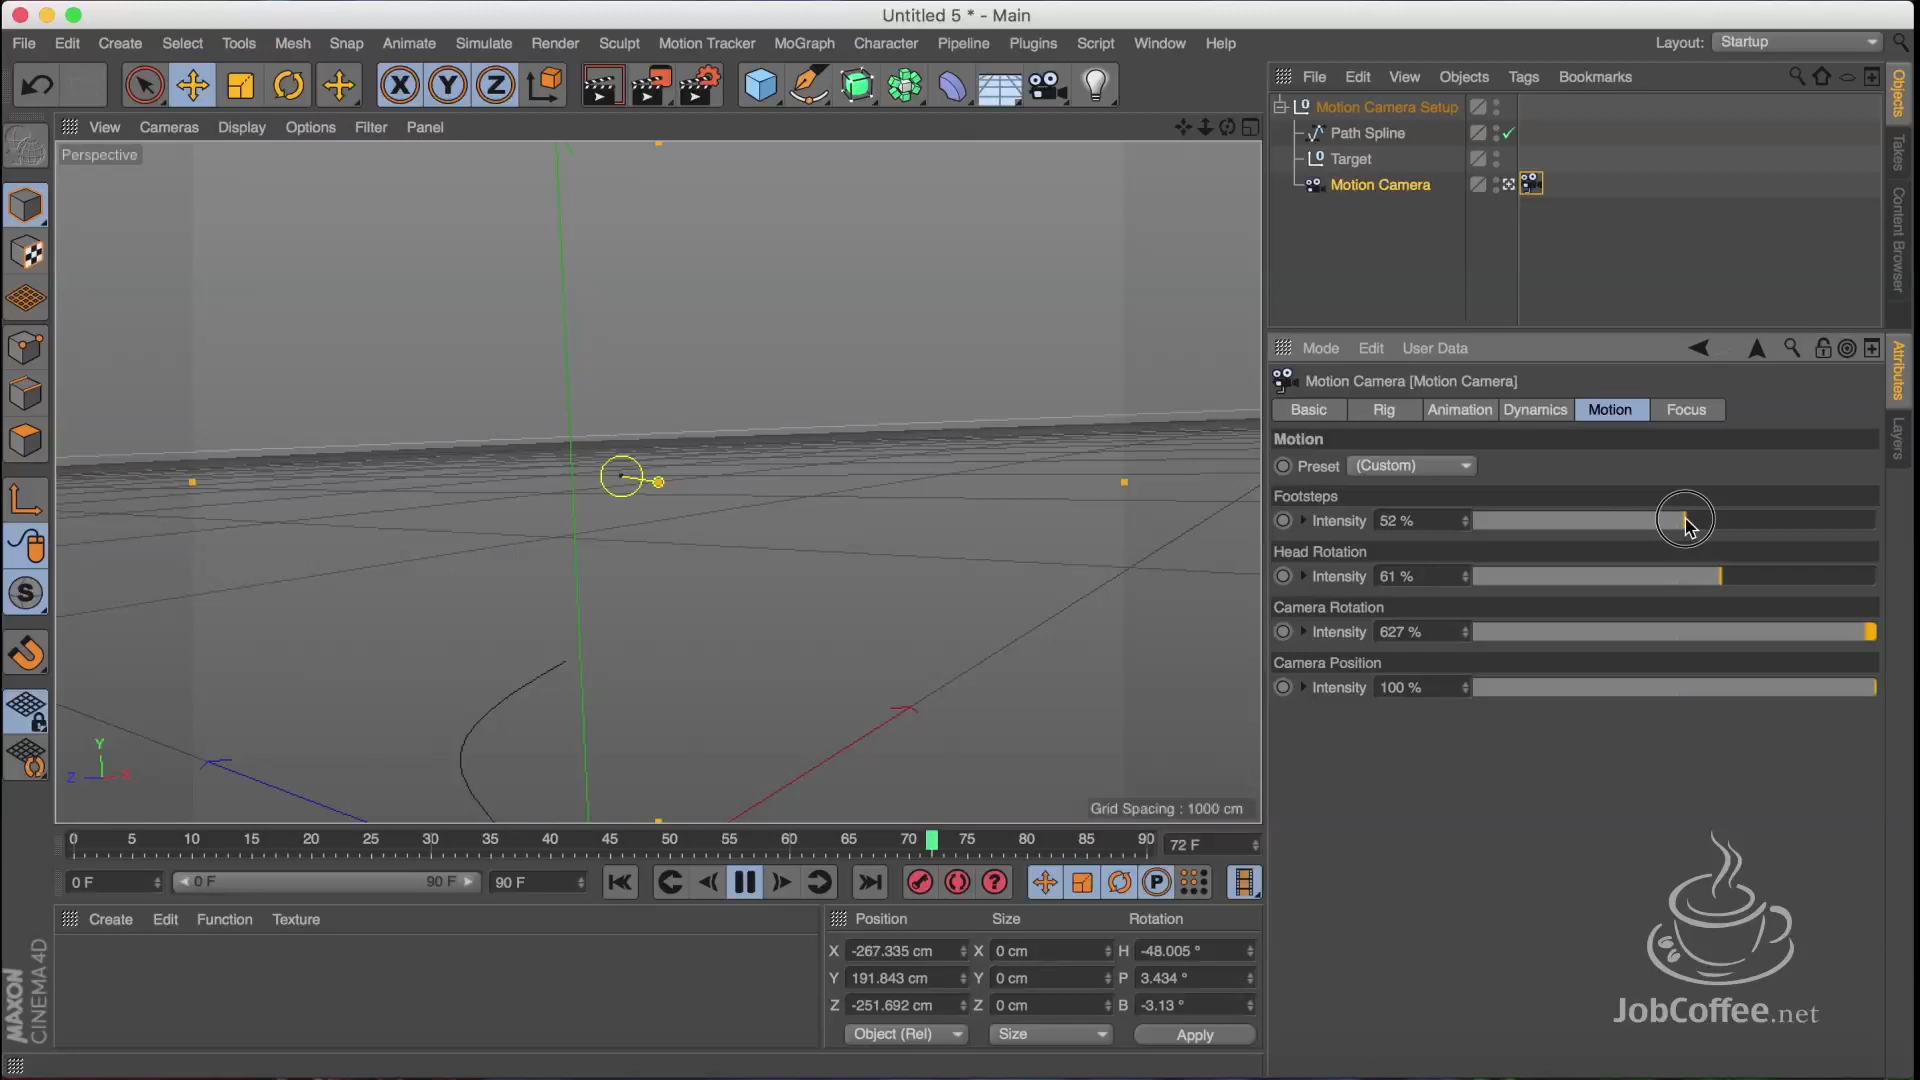 Untitled 5 * - Main
File Edit Create Select Tools Mesh Snap Animate Simulate Render Sculpt Motion Tracker MoGraph Character Pipeline Plugins Script Window Help
Layout: Startup
X Y Z
File Edit View Objects Tags Bookmarks
Motion Camera Setup
Path Spline
Target
Motion Camera
View Cameras Display Options Filter Panel
Perspective
Y
Z X
Grid Spacing : 1000 cm
Objects
Takes
Content Browser
Mode Edit User Data
Motion Camera [Motion Camera]
Basic Rig Animation Dynamics Motion Focus
Motion
Preset (Custom)
Footsteps
Intensity 52 %
Head Rotation
Intensity 61 %
Camera Rotation
Intensity 627 %
Camera Position
Intensity 100 %
Attributes
Layers
0 5 10 15 20 25 30 35 40 45 50 55 60 65 70 75 80 85 90 72 F
0 F 0 F 90 F 90 F
Create Edit Function Texture
Position Size Rotation
X -267.335 cm X 0 cm H -48.005 °
Y 191.843 cm Y 0 cm P 3.434 °
Z -251.692 cm Z 0 cm B -3.13 °
Object (Rel) Size Apply
MAXON
CINEMA 4D
JobCoffee.net